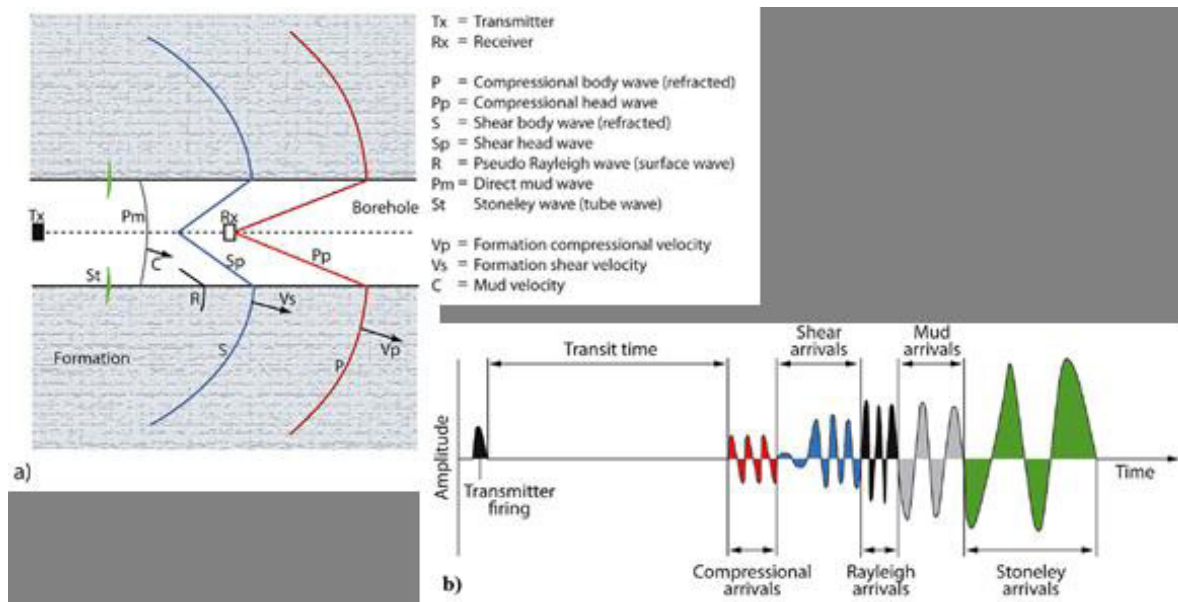 Tx = Transmitter
Rx = Receiver
P = Compressional body wave (refracted)
Pp = Compressional head wave
S = Shear body wave (refracted)
Sp = Shear head wave
R = Pseudo Rayleigh wave (surface wave)
Pm = Direct mud wave
St Stoneley wave (tube wave)
Vp = Formation compressional velocity
Vs = Formation shear velocity
C = Mud velocity
Tx
Pm
Rx
Borehole
C
Sp
Pp
St
R
Vs
Formation
S
P
Vp
a)
Transit time
Shear
arrivals
Mud
arrivals
Amplitude
Time
Transmitter
firing
Compressional
arrivals
Rayleigh
arrivals
Stoneley
arrivals
b)